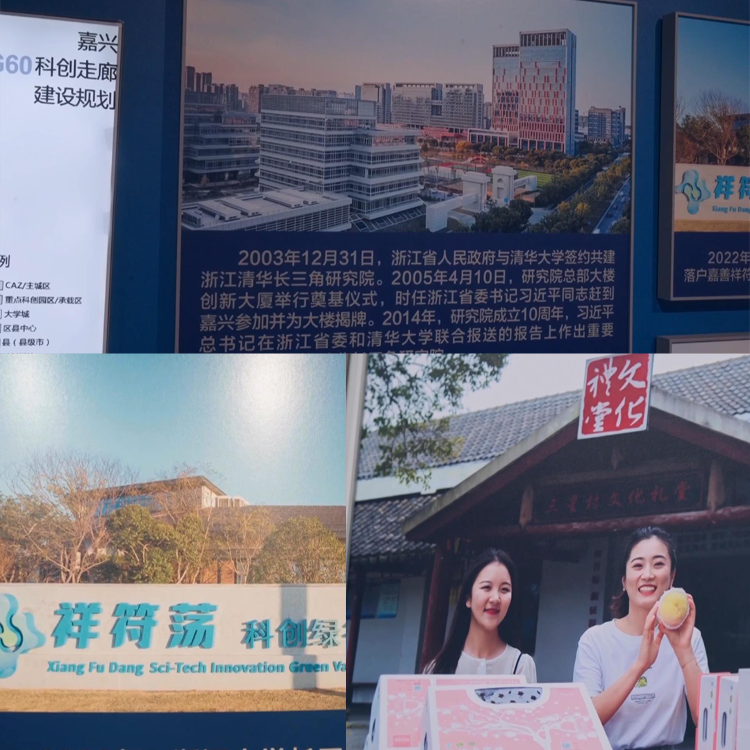 嘉兴
G60科创走廊
建设规划
例
CAZ/主城区
重点科创园区/承载区
大学城
区县中心
县（县级市）
2003年12月31日，浙江省人民政府与清华大学签约共建
浙江清华长三角研究院。2005年4月10日，研究院总部大楼
创新大厦举行奠基仪式，时任浙江省委书记习近平同志赶到
嘉兴参加并为大楼揭牌。2014年，研究院成立10周年，习近平
总书记在浙江省委和清华大学联合报送的报告上作出重要
祥符
Xiang Fu Dang
2022年
落户嘉善祥符
祥符荡 科创绿
Xiang Fu Dang Sci-Tech Innovation Green Va
文化
禮堂
三星村文化礼堂